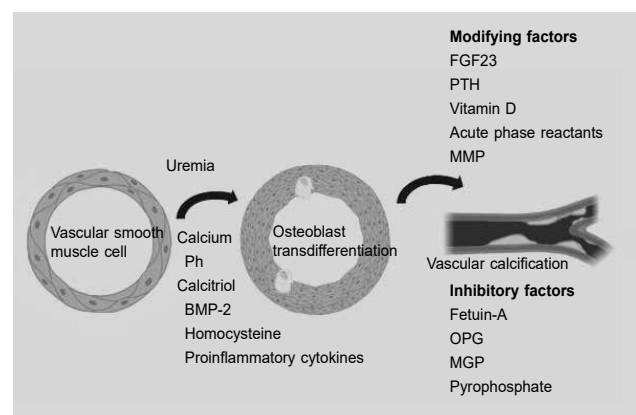 Uremia
Vascular smooth
muscle cell
Calcium
Ph
Calcitriol
BMP-2
Homocysteine
Proinflammatory cytokines
Osteoblast
transdifferentiation
Modifying factors
FGF23
PTH
Vitamin D
Acute phase reactants
MMP
Vascular calcification
Inhibitory factors
Fetuin-A
OPG
MGP
Pyrophosphate